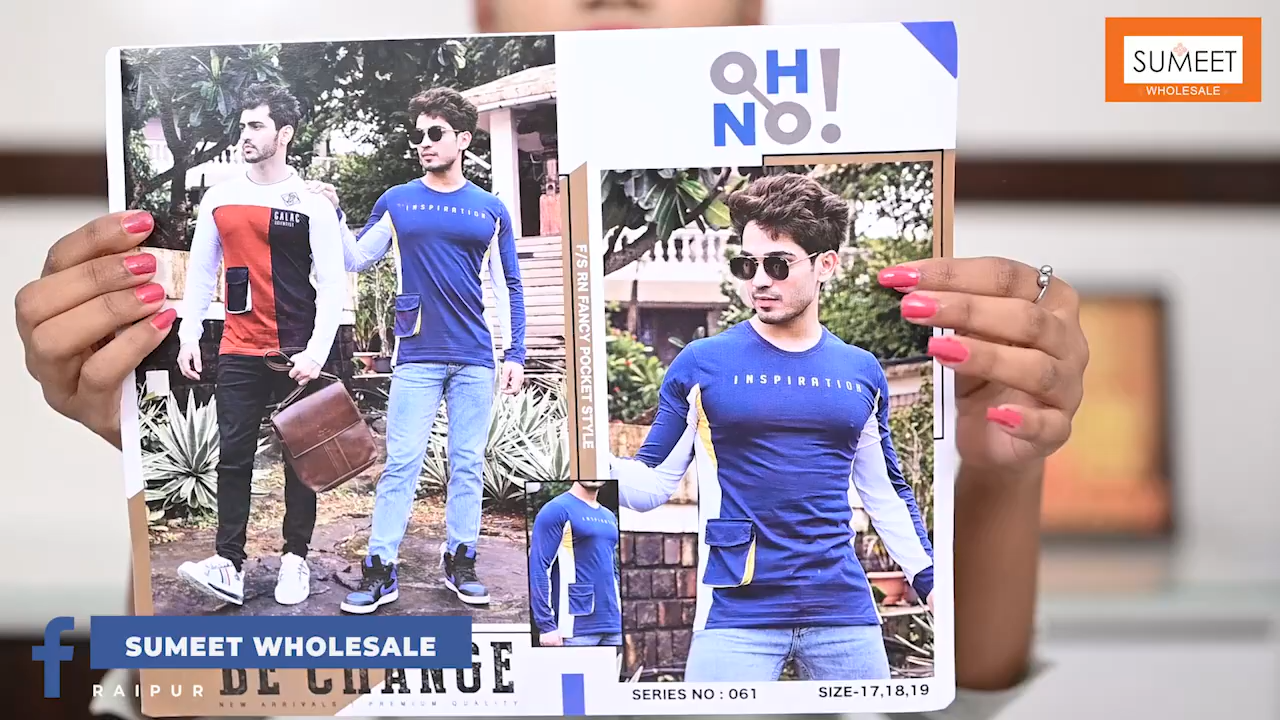 OH
NO!
SUMEET
WHOLESALE
GALAC
INSPIRATION
F/S RN FANCY POCKET STYLE
INSPIRATION
INSPIRATION
SUMEET WHOLESALE
RAIPUR
BE CHANGE
NEW ARRIVALS | PREMIUM QUALITY
SERIES NO : 061
SIZE-17,18,19